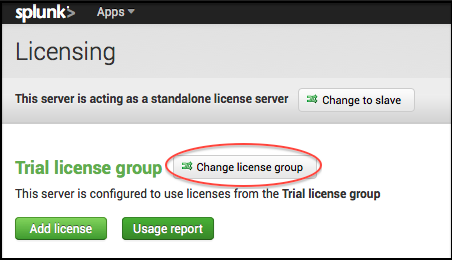 splunk> Apps
Licensing
This server is acting as a standalone license server Change to slave
Trial license group Change license group
This server is configured to use licenses from the Trial license group
Add license Usage report